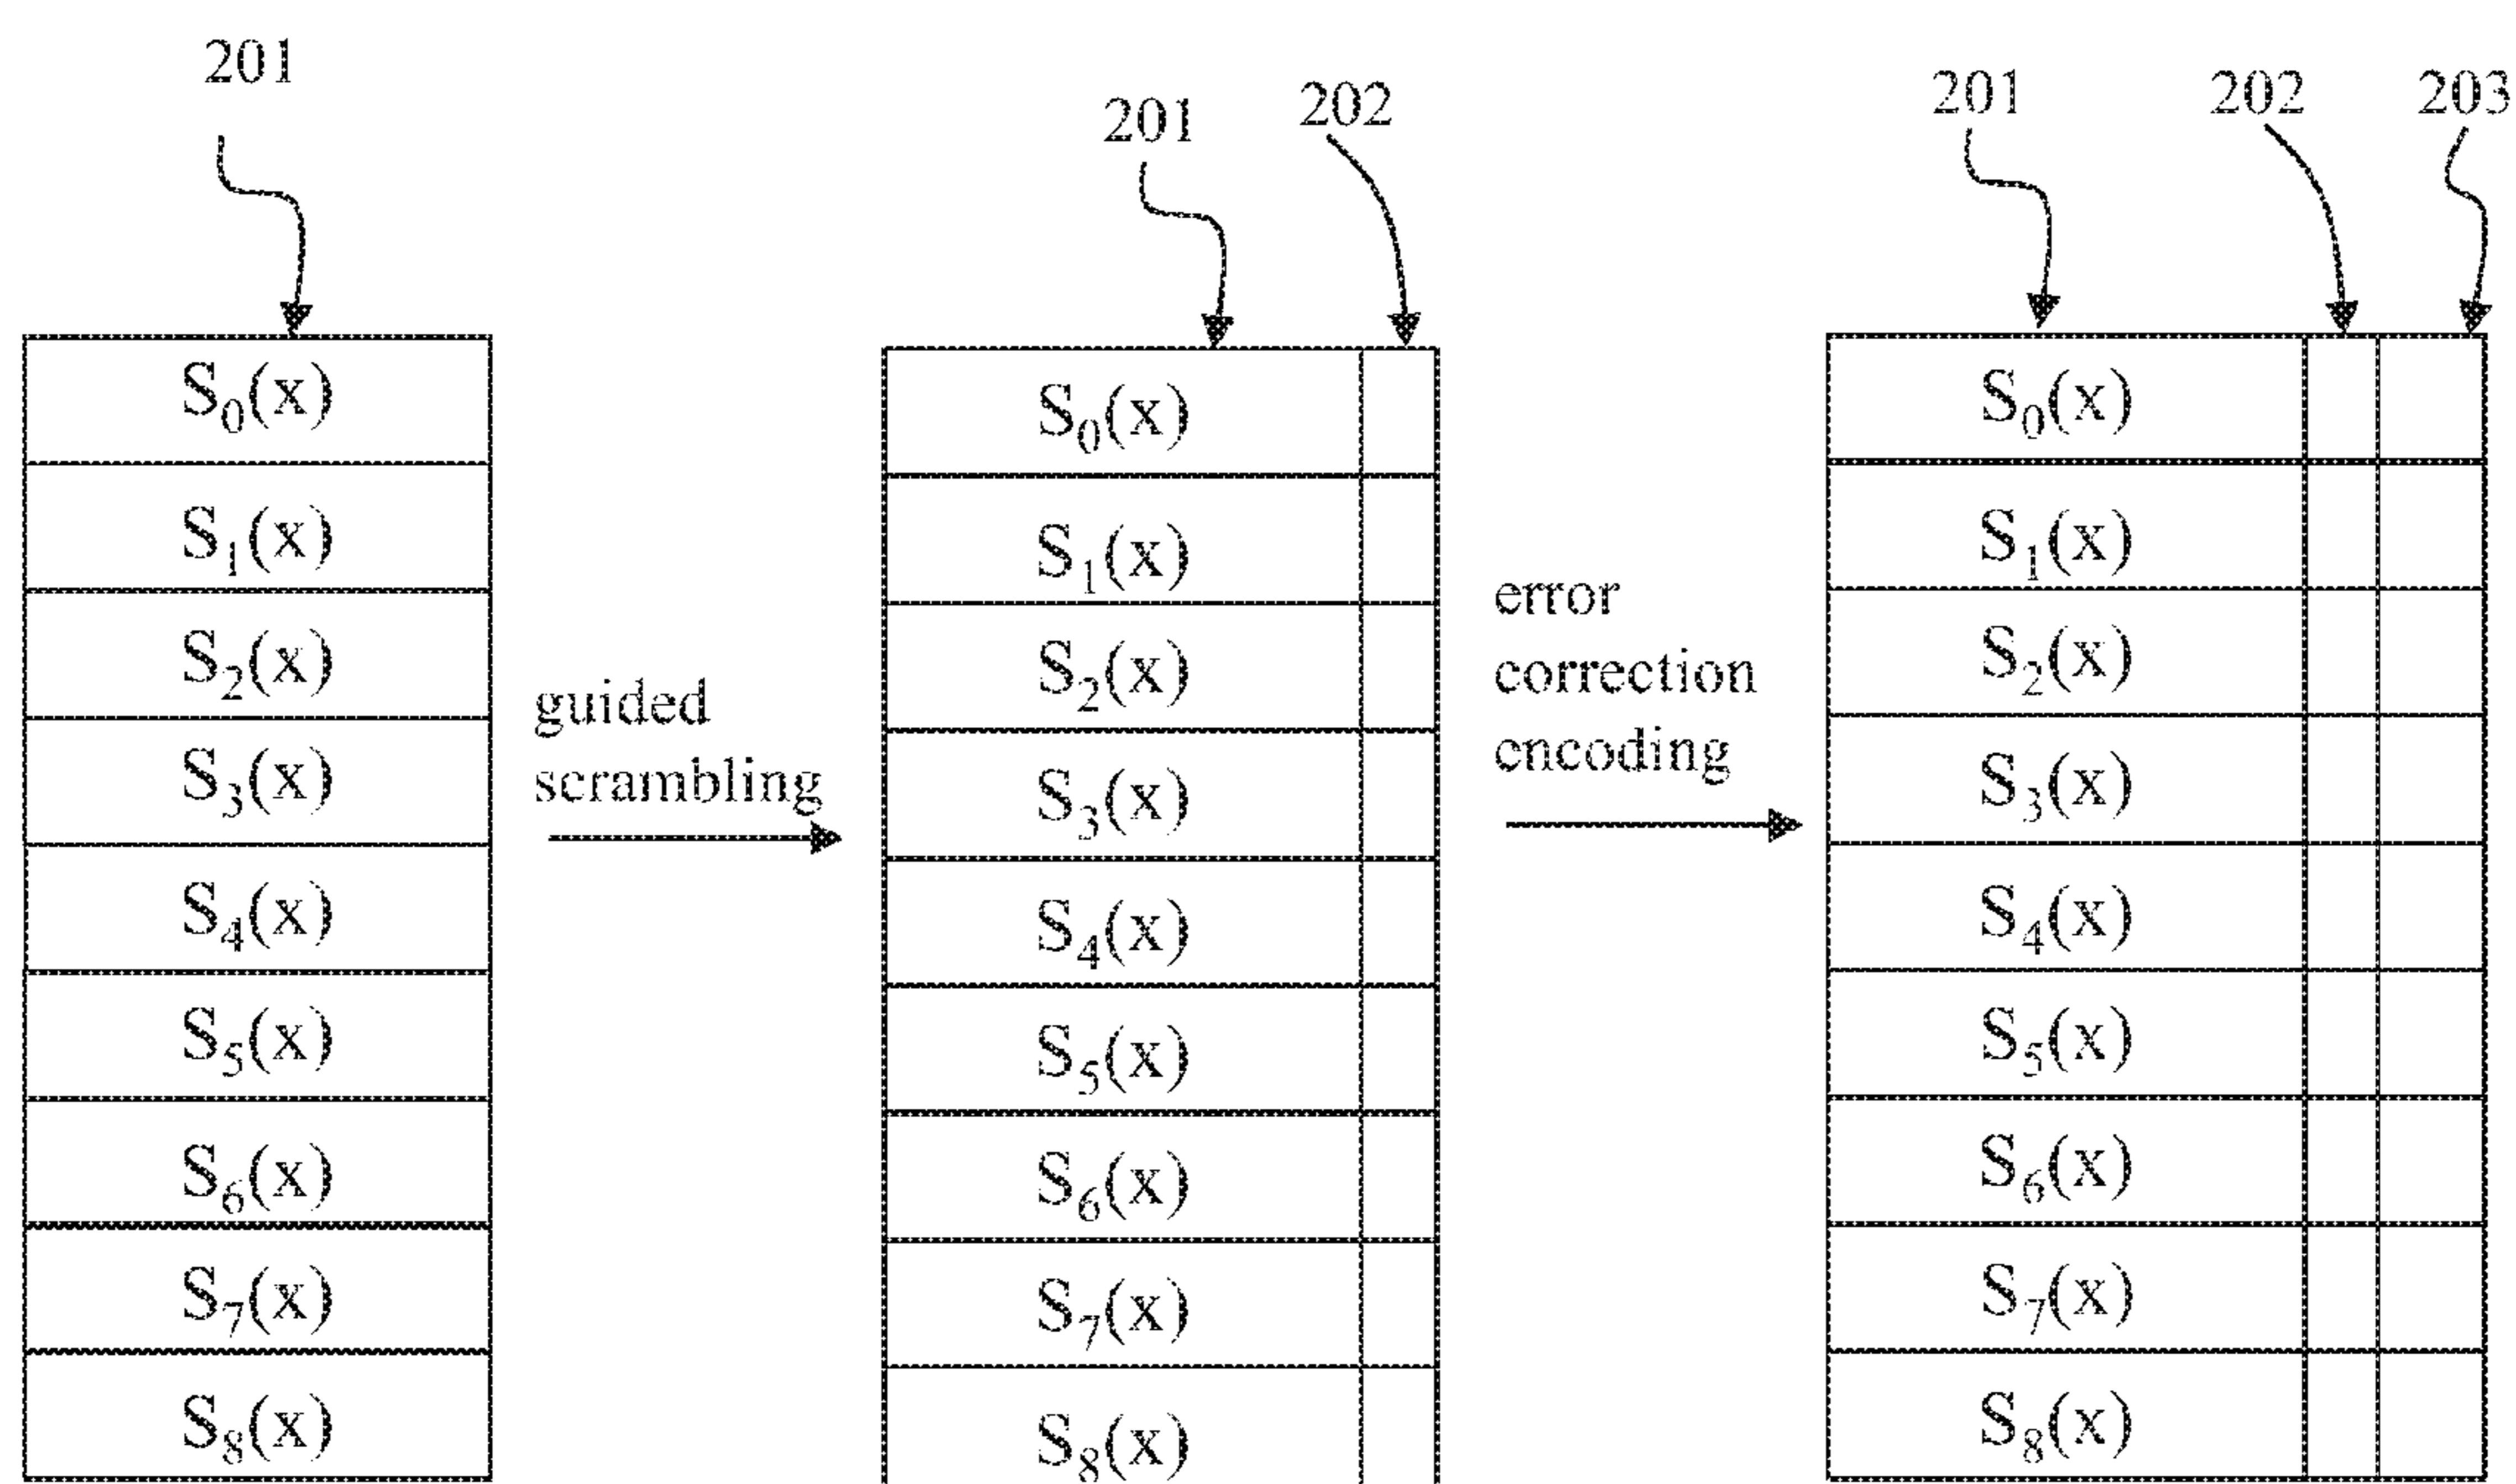 201
S₀(x)
S₁(x)
S₂(x)
S₃(x)
S₄(x)
S₅(x)
S₆(x)
S₇(x)
S₈(x)
guided
scrambling
201 202
S₀(x)
S₁(x)
S₂(x)
S₃(x)
S₄(x)
S₅(x)
S₆(x)
S₇(x)
S₈(x)
error
correction
encoding
201 202 203
S₀(x)
S₁(x)
S₂(x)
S₃(x)
S₄(x)
S₅(x)
S₆(x)
S₇(x)
S₈(x)